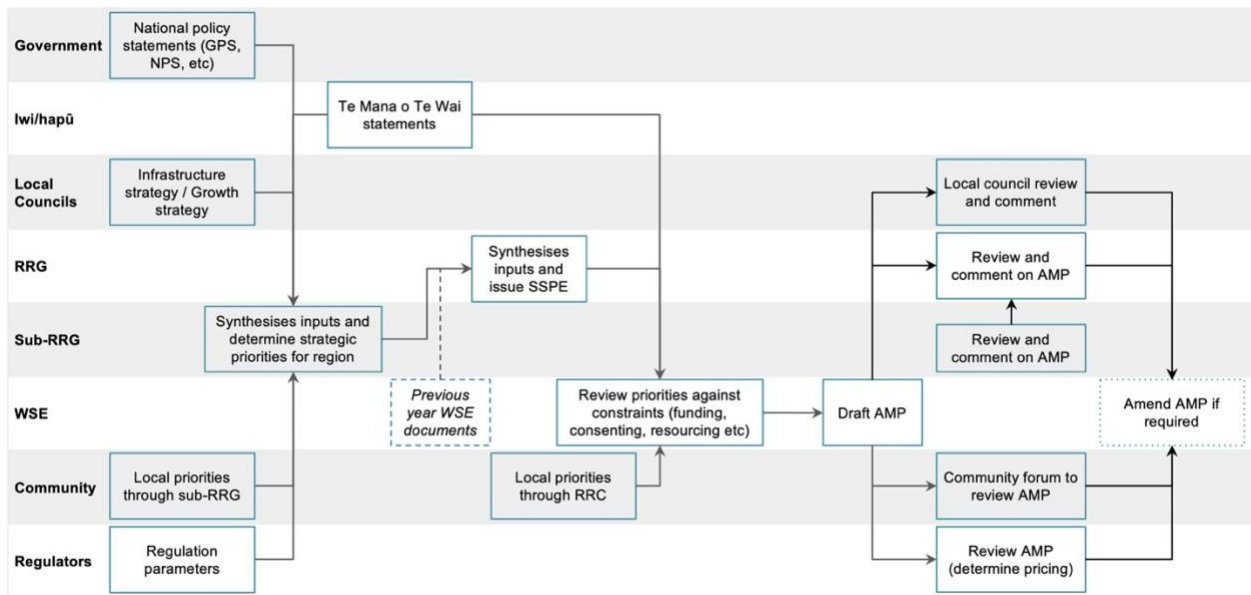 Government
National policy
statements (GPS,
NPS, etc)
Iwi/hapū
Te Mana o Te Wai
statements
Local
Councils
Infrastructure
strategy / Growth
strategy
Local council review
and comment
RRG
Synthesises
inputs and
issue SSPE
Review and
comment on AMP
Sub-RRG
Synthesises inputs and
determine strategic
priorities for region
Review and
comment on AMP
WSE
Previous
year WSE
documents
Review priorities against
constraints (funding,
consenting, resourcing etc)
Draft AMP
Amend AMP if
required
Community
Local priorities
through sub-RRG
Local priorities
through RRC
Community forum to
review AMP
Regulators
Regulation
parameters
Review AMP
(determine pricing)